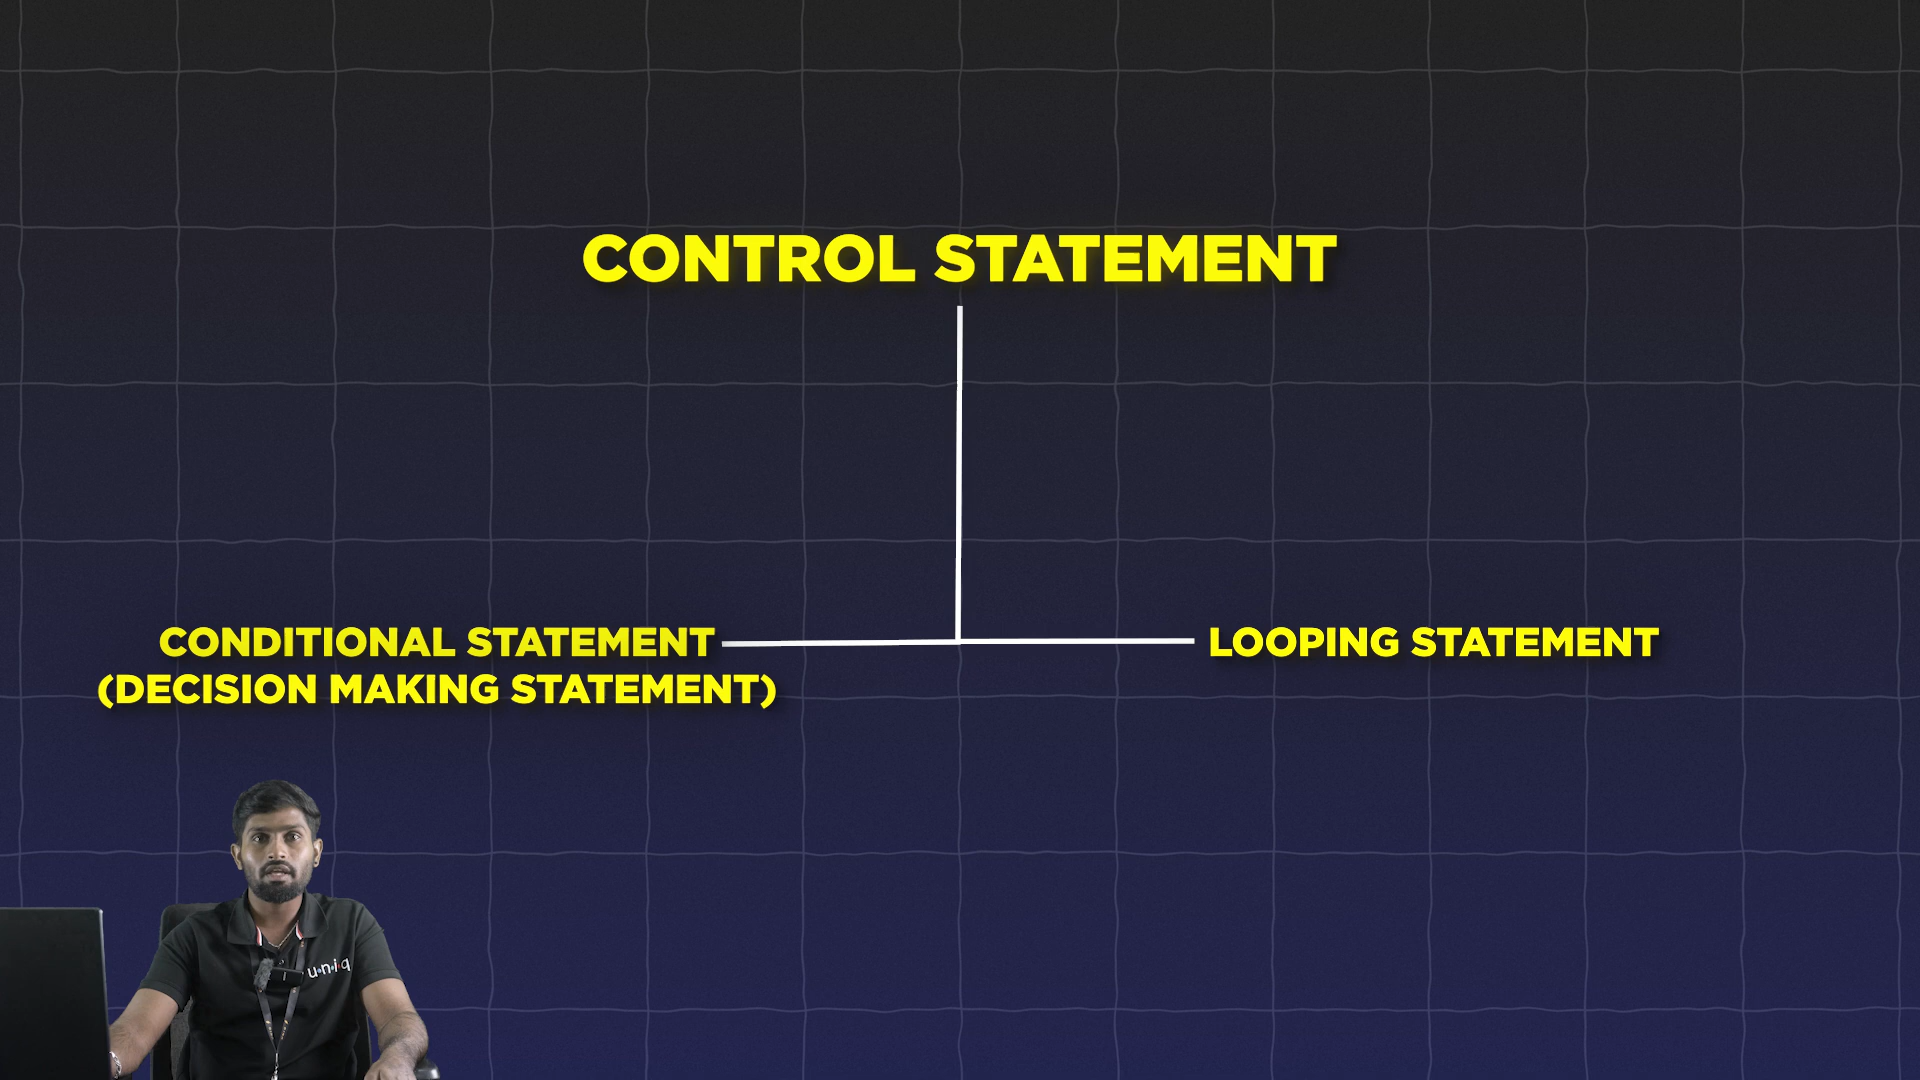 CONTROL STATEMENT
CONDITIONAL STATEMENT
(DECISION MAKING STATEMENT)
LOOPING STATEMENT
u·n·i·q